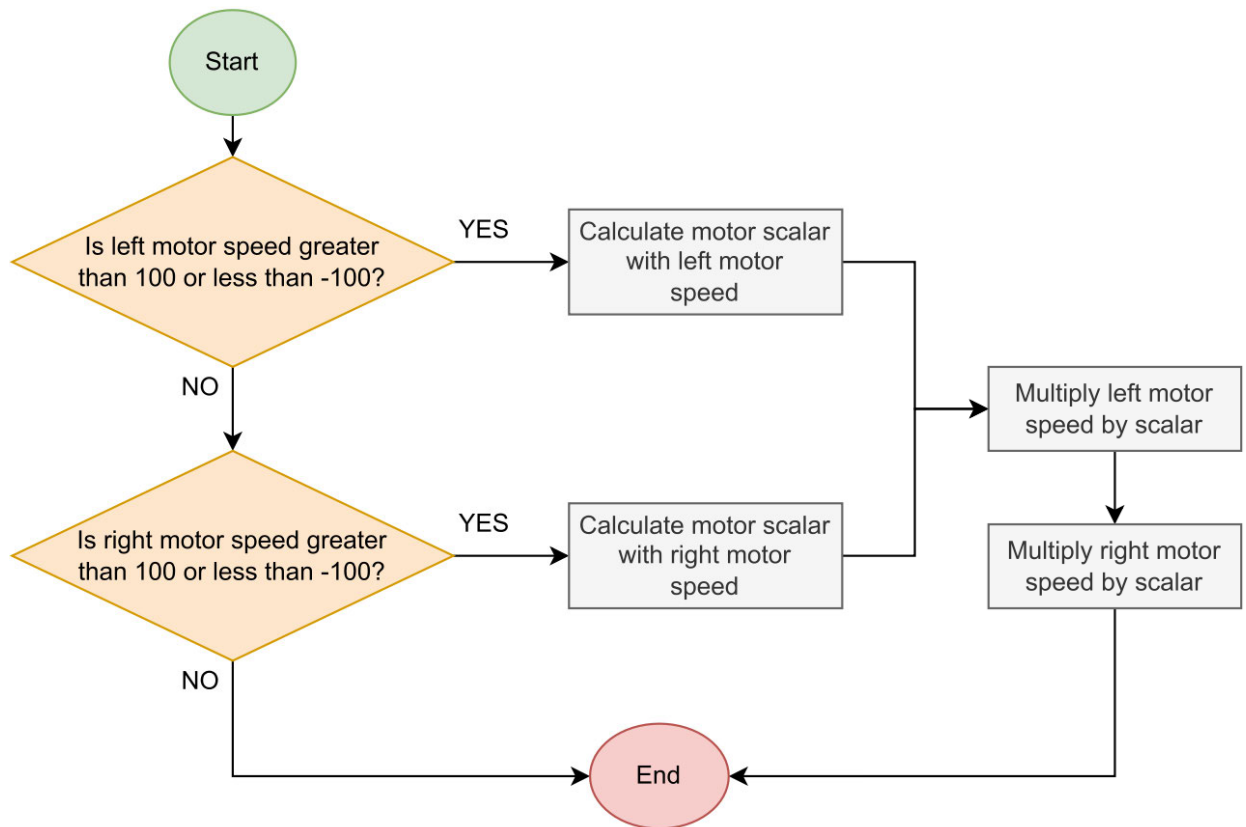 Start
Is left motor speed greater
than 100 or less than -100?
YES
Calculate motor scalar
with left motor
speed
NO
Multiply left motor
speed by scalar
Is right motor speed greater
than 100 or less than -100?
YES
Calculate motor scalar
with right motor
speed
Multiply right motor
speed by scalar
NO
End